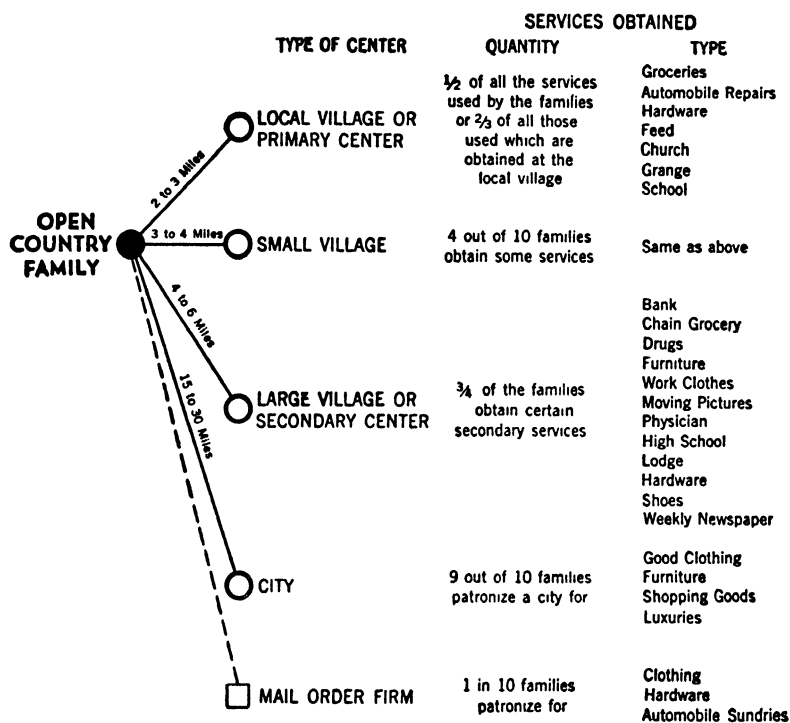 SERVICES OBTAINED
TYPE OF CENTER
QUANTITY
TYPE
OPEN
COUNTRY
FAMILY
2 to 3 Miles
LOCAL VILLAGE OR
PRIMARY CENTER
1/2 of all the services
used by the families
or 2/3 of all those
used which are
obtained at the
local village
Groceries
Automobile Repairs
Hardware
Feed
Church
Grange
School
3 to 4 Miles
SMALL VILLAGE
4 out of 10 families
obtain some services
Same as above
4 to 6 Miles
LARGE VILLAGE OR
SECONDARY CENTER
3/4 of the families
obtain certain
secondary services
Bank
Chain Grocery
Drugs
Furniture
Work Clothes
Moving Pictures
Physician
High School
Lodge
Hardware
Shoes
Weekly Newspaper
15 to 30 Miles
CITY
9 out of 10 families
patronize a city for
Good Clothing
Furniture
Shopping Goods
Luxuries
MAIL ORDER FIRM
1 in 10 families
patronize for
Clothing
Hardware
Automobile Sundries